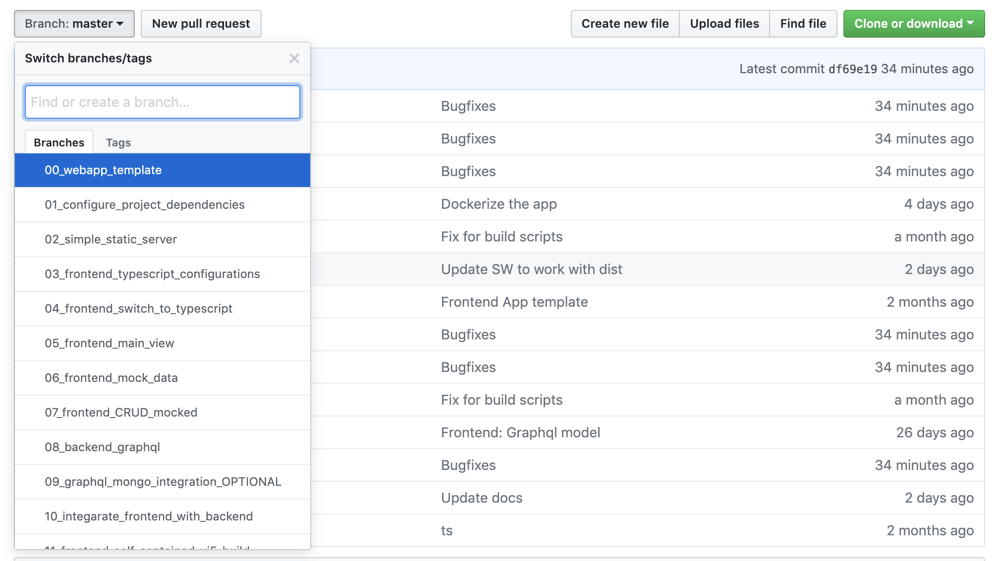 Branch: master
New pull request
Create new file
Upload files
Find file
Clone or download
Switch branches/tags
Find or create a branch...
Branches
Tags
00_webapp_template
01_configure_project_dependencies
02_simple_static_server
03_frontend_typescript_configurations
04_frontend_switch_to_typescript
05_frontend_main_view
06_frontend_mock_data
07_frontend_CRUD_mocked
08_backend_graphql
09_graphql_mongo_integration_OPTIONAL
10_integarate_frontend_with_backend
11_frontend_self_contained_ui5_build
Latest commit df69e19 34 minutes ago
Bugfixes 34 minutes ago
Bugfixes 34 minutes ago
Bugfixes 34 minutes ago
Dockerize the app 4 days ago
Fix for build scripts a month ago
Update SW to work with dist 2 days ago
Frontend App template 2 months ago
Bugfixes 34 minutes ago
Bugfixes 34 minutes ago
Fix for build scripts a month ago
Frontend: Graphql model 26 days ago
Bugfixes 34 minutes ago
Update docs 2 days ago
ts 2 months ago